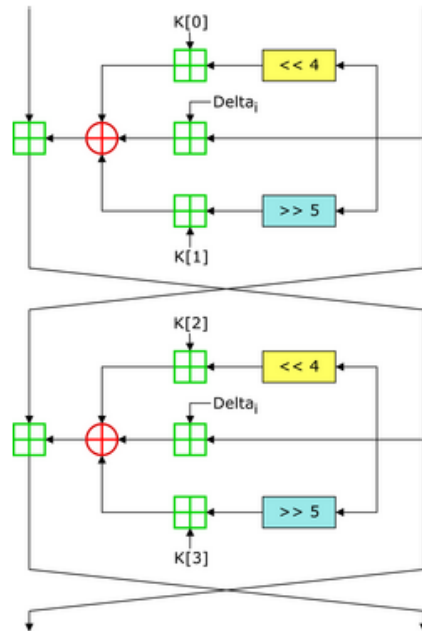 K[0]
<< 4
Delta_i
>> 5
K[1]
K[2]
<< 4
Delta_i
>> 5
K[3]